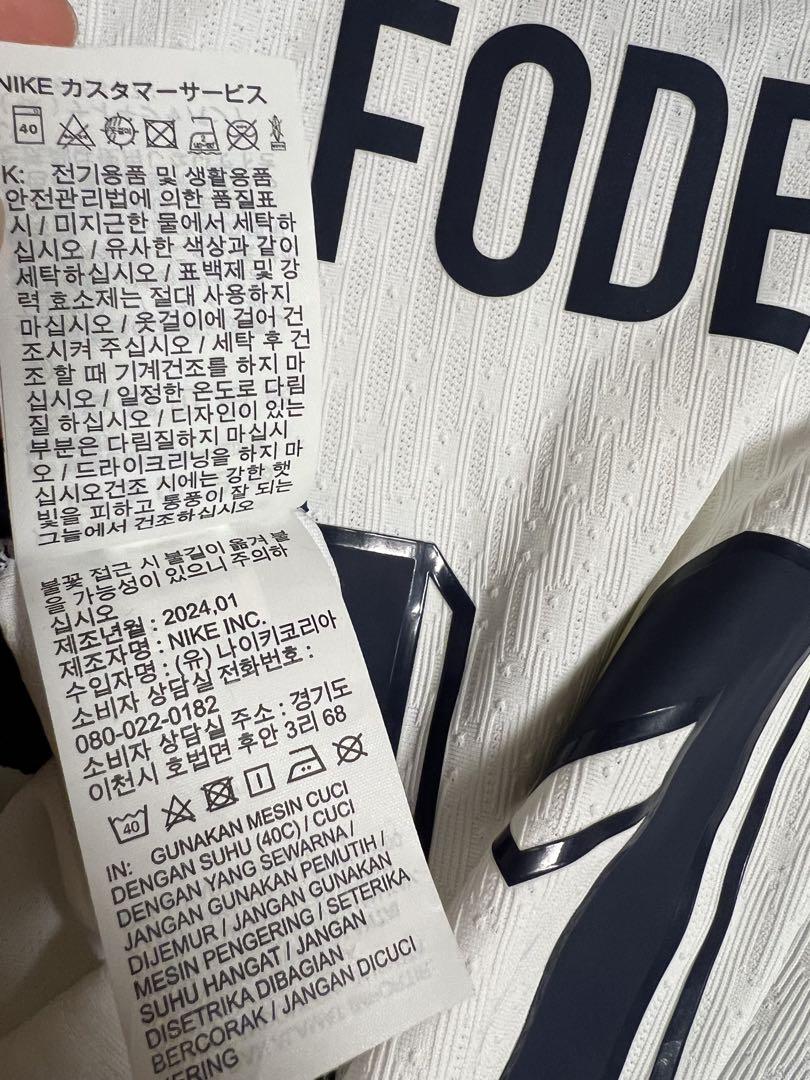 NIKE カスタマーサービス
40
K: 전기용품 및 생활용품
안전관리법에 의한 품질표
시 / 미지근한 물에서 세탁하
십시오 / 유사한 색상과 같이
세탁하십시오 / 표백제 및 강
력 효소제는 절대 사용하지
마십시오 / 옷걸이에 걸어 건
조시켜 주십시오 / 세탁 후 건
조 할 때 기계건조를 하지 마
십시오 / 일정한 온도로 다림
질 하십시오 / 디자인이 있는
부분은 다림질하지 마십시
오 / 드라이크리닝을 하지 마
십시오건조 시에는 강한 햇
빛을 피하고 통풍이 잘 되는
그늘에서 건조하십시오
불꽃 접근 시 불길이 옮겨 붙
을 가능성이 있으니 주의하
십시오
제조년월 : 2024,01
제조자명 : NIKE INC.
수입자명 : (유) 나이키코리아
소비자 상담실 전화번호 :
080-022-0182
소비자 상담실 주소 : 경기도
이천시 호법면 후안 3리 68
40
IN: GUNAKAN MESIN CUCI
DENGAN SUHU (40C) / CUCI
DENGAN YANG SEWARNA /
JANGAN GUNAKAN PEMUTIH /
DIJEMUR / JANGAN GUNAKAN
MESIN PENGERING / SETERIKA
SUHU HANGAT / JANGAN
DISETRIKA DIBAGIAN
BERCORAK / JANGAN DICUCI
KERING
FODE